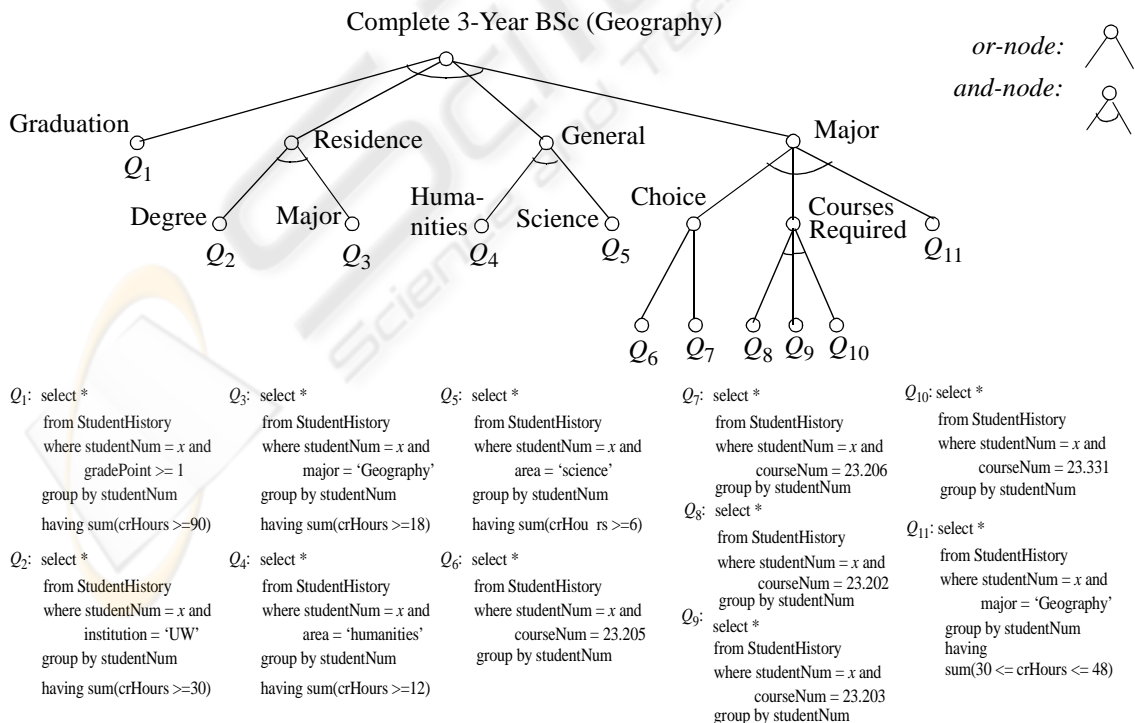 Complete 3-Year BSc (Geography)
or-node:
and-node:
Graduation
Q1
Residence
General
Major
Degree
Q2
Major
Q3
Huma-
nities
Q4
Science
Q5
Choice
Courses
Required
Q11
Q6
Q7
Q8
Q9
Q10
Q1: select *
from StudentHistory
where studentNum = x and
gradePoint >= 1
group by studentNum
having sum(crHours >=90)
Q2: select *
from StudentHistory
where studentNum = x and
institution = ‘UW’
group by studentNum
having sum(crHours >=30)
Q3: select *
from StudentHistory
where studentNum = x and
major = ‘Geography’
group by studentNum
having sum(crHours >=18)
Q4: select *
from StudentHistory
where studentNum = x and
area = ‘humanities’
group by studentNum
having sum(crHours >=12)
Q5: select *
from StudentHistory
where studentNum = x and
area = ‘science’
group by studentNum
having sum(crHou rs >=6)
Q6: select *
from StudentHistory
where studentNum = x and
courseNum = 23.205
group by studentNum
Q7: select *
from StudentHistory
where studentNum = x and
courseNum = 23.206
group by studentNum
Q8: select *
from StudentHistory
where studentNum = x and
courseNum = 23.202
group by studentNum
Q9: select *
from StudentHistory
where studentNum = x and
courseNum = 23.203
group by studentNum
Q10: select *
from StudentHistory
where studentNum = x and
courseNum = 23.331
group by studentNum
Q11: select *
from StudentHistory
where studentNum = x and
major = ‘Geography’
group by studentNum
having
sum(30 <= crHours <= 48)